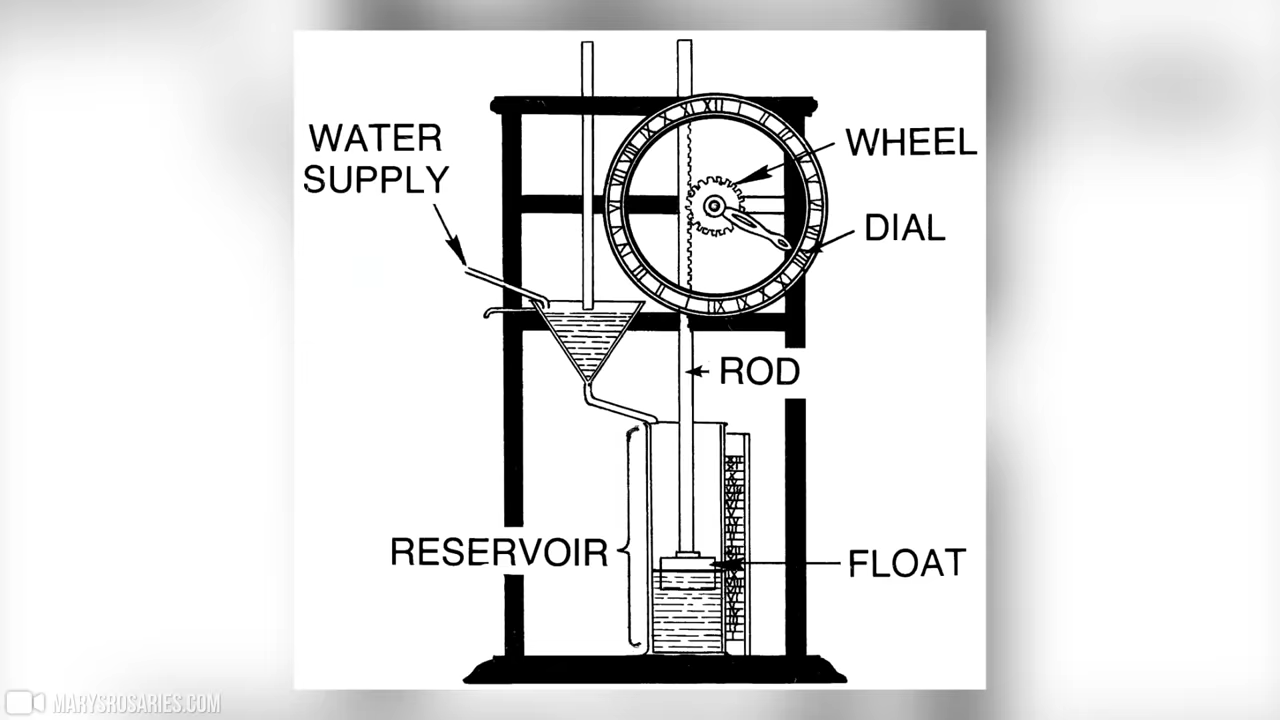 WATER
SUPPLY
WHEEL
DIAL
ROD
RESERVOIR
FLOAT
MARYSROSARIES.COM